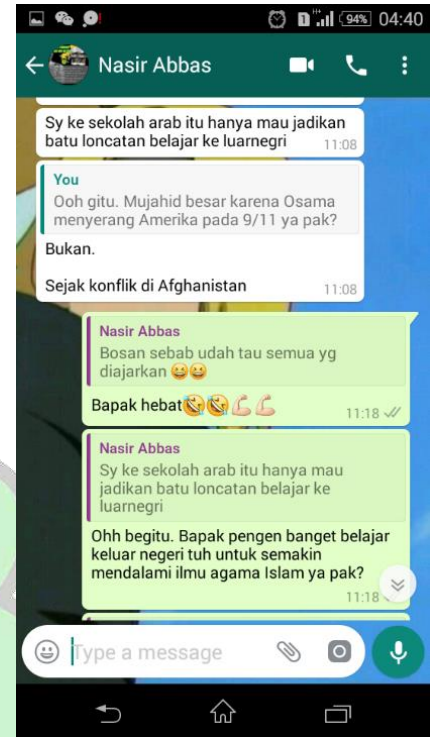 94% 04:40
Nasir Abbas
Sy ke sekolah arab itu hanya mau jadikan
batu loncatan belajar ke luarnegri 11:08
You
Ooh gitu. Mujahid besar karena Osama
menyerang Amerika pada 9/11 ya pak?
Bukan.
Sejak konflik di Afghanistan 11:08
Nasir Abbas
Bosan sebab udah tau semua yg
diajarkan 😀😀
Bapak hebat🤣🤣💪💪 11:18
Nasir Abbas
Sy ke sekolah arab itu hanya mau
jadikan batu loncatan belajar ke
luarnegri
Ohh begitu. Bapak pengen banget belajar
keluar negeri tuh untuk semakin
mendalami ilmu agama Islam ya pak?
11:18
Type a message